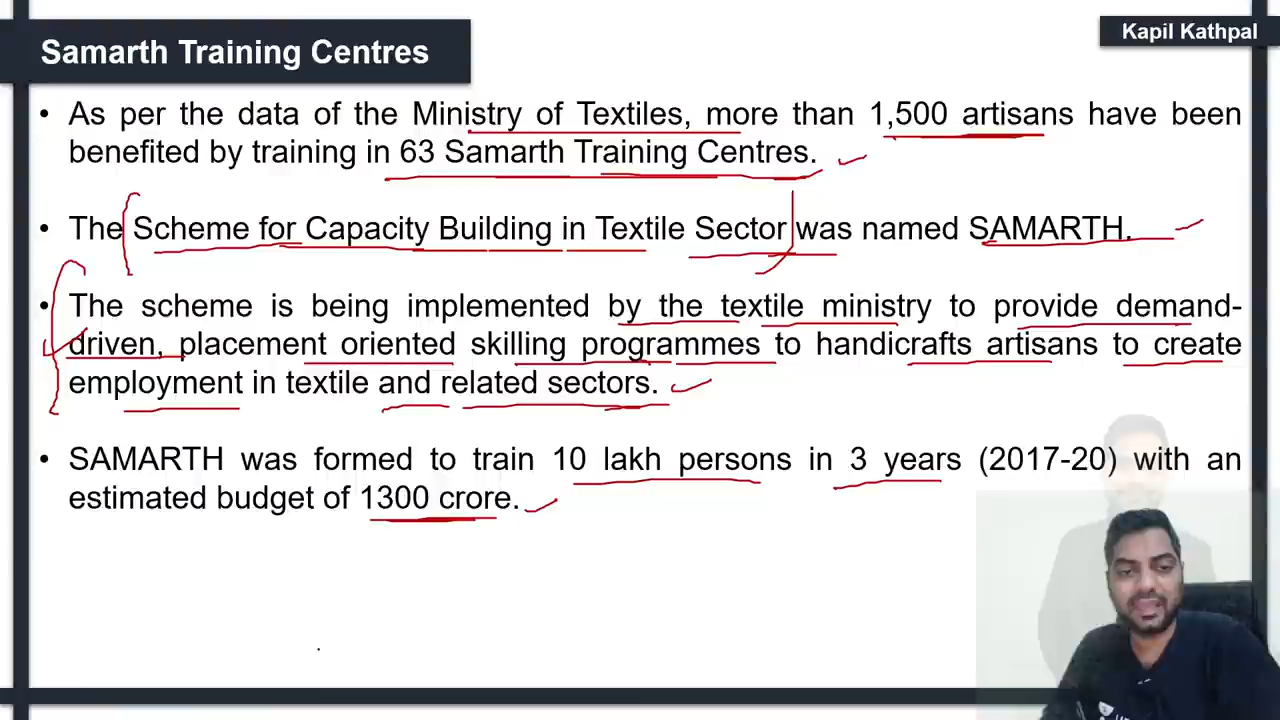 Samarth Training Centres
Kapil Kathpal
• As per the data of the Ministry of Textiles, more than 1,500 artisans have been
benefited by training in 63 Samarth Training Centres.
• The Scheme for Capacity Building in Textile Sector was named SAMARTH.
• The scheme is being implemented by the textile ministry to provide demand-
driven, placement oriented skilling programmes to handicrafts artisans to create
employment in textile and related sectors.
• SAMARTH was formed to train 10 lakh persons in 3 years (2017-20) with an
estimated budget of 1300 crore.